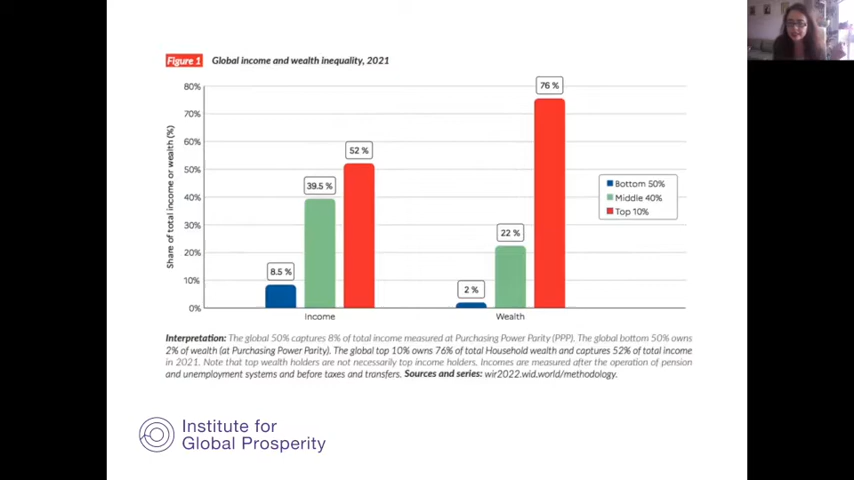 Figure 1 Global income and wealth inequality, 2021
80%
70%
60%
50%
40%
30%
20%
10%
0%
Share of total income or wealth (%)
8.5 %
39.5 %
52 %
2 %
22 %
76 %
Income
Wealth
Bottom 50%
Middle 40%
Top 10%
Interpretation: The global 50% captures 8% of total income measured at Purchasing Power Parity (PPP). The global bottom 50% owns
2% of wealth (at Purchasing Power Parity). The global top 10% owns 76% of total Household wealth and captures 52% of total income
in 2021. Note that top wealth holders are not necessarily top income holders. Incomes are measured after the operation of pension
and unemployment systems and before taxes and transfers. Sources and series: wir2022.wid.world/methodology.
Institute for
Global Prosperity